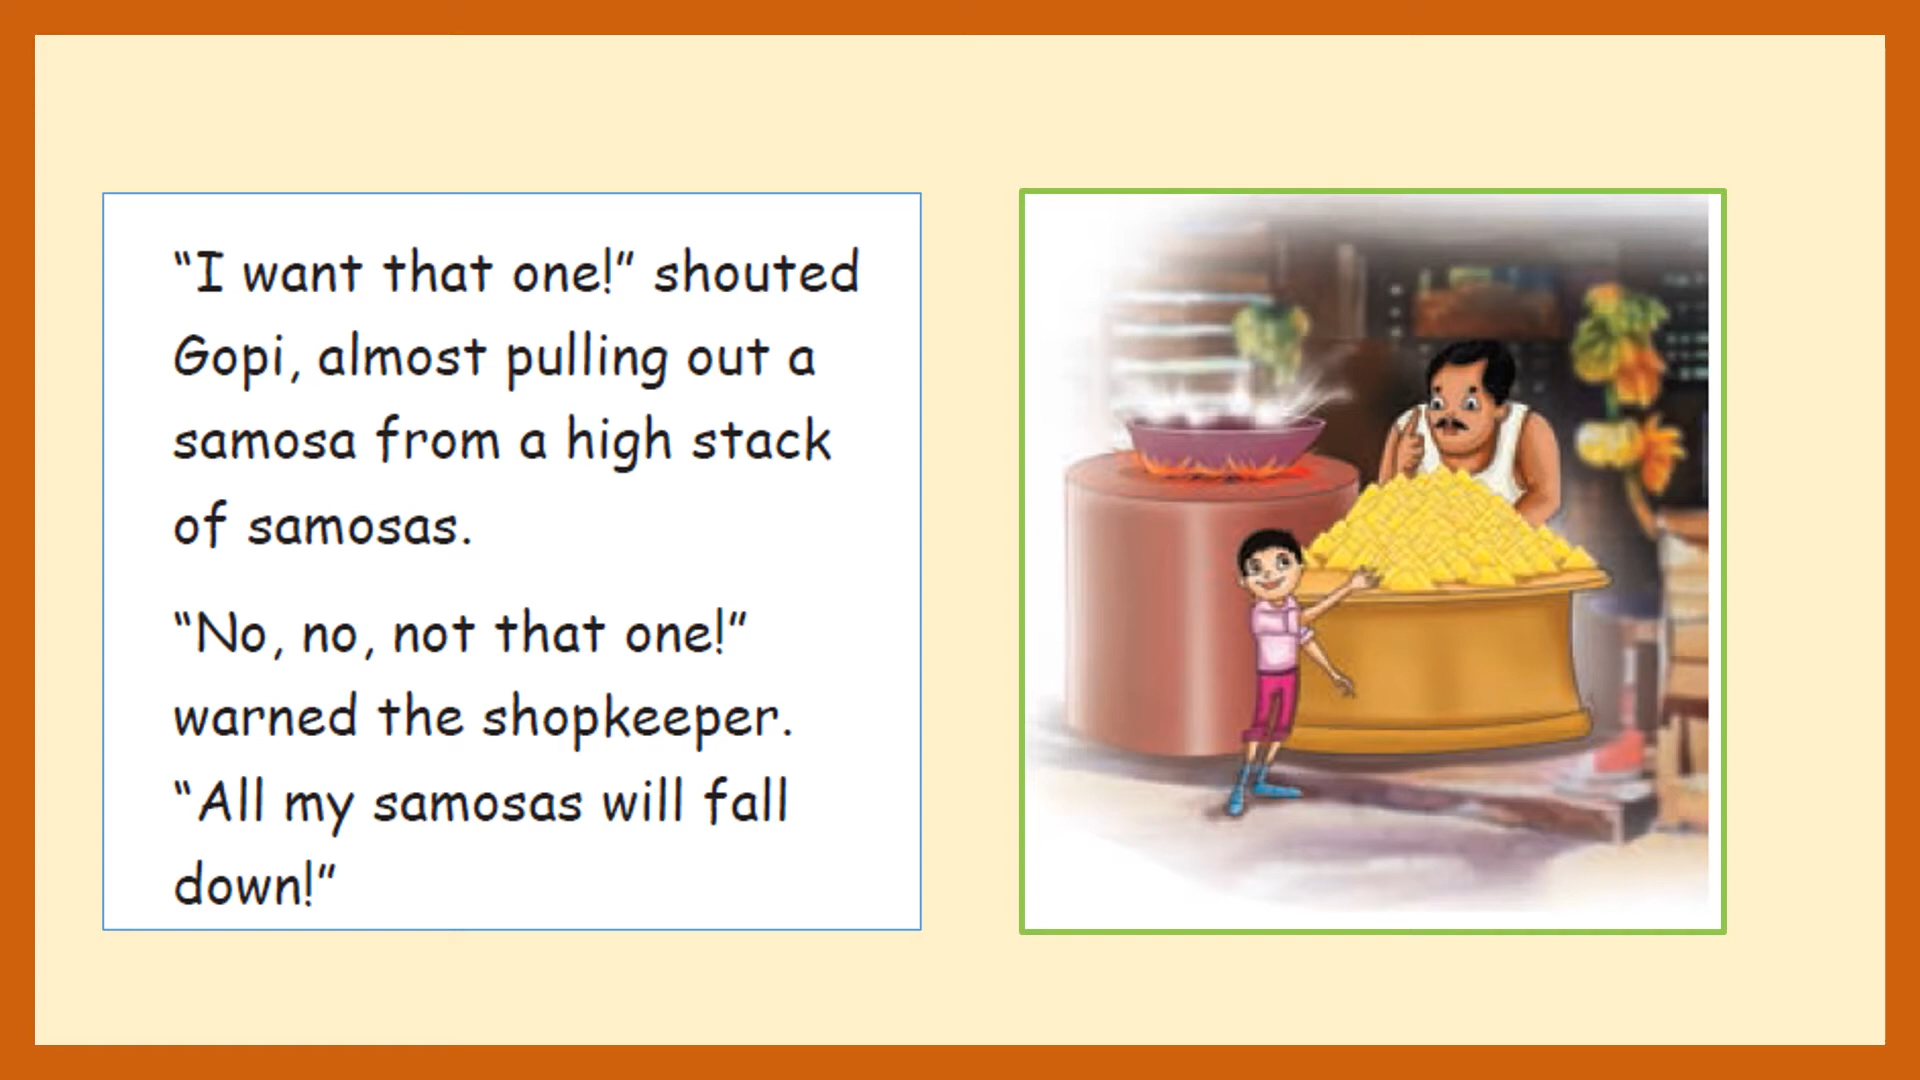 “I want that one!” shouted
Gopi, almost pulling out a
samosa from a high stack
of samosas.
“No, no, not that one!”
warned the shopkeeper.
“All my samosas will fall
down!”